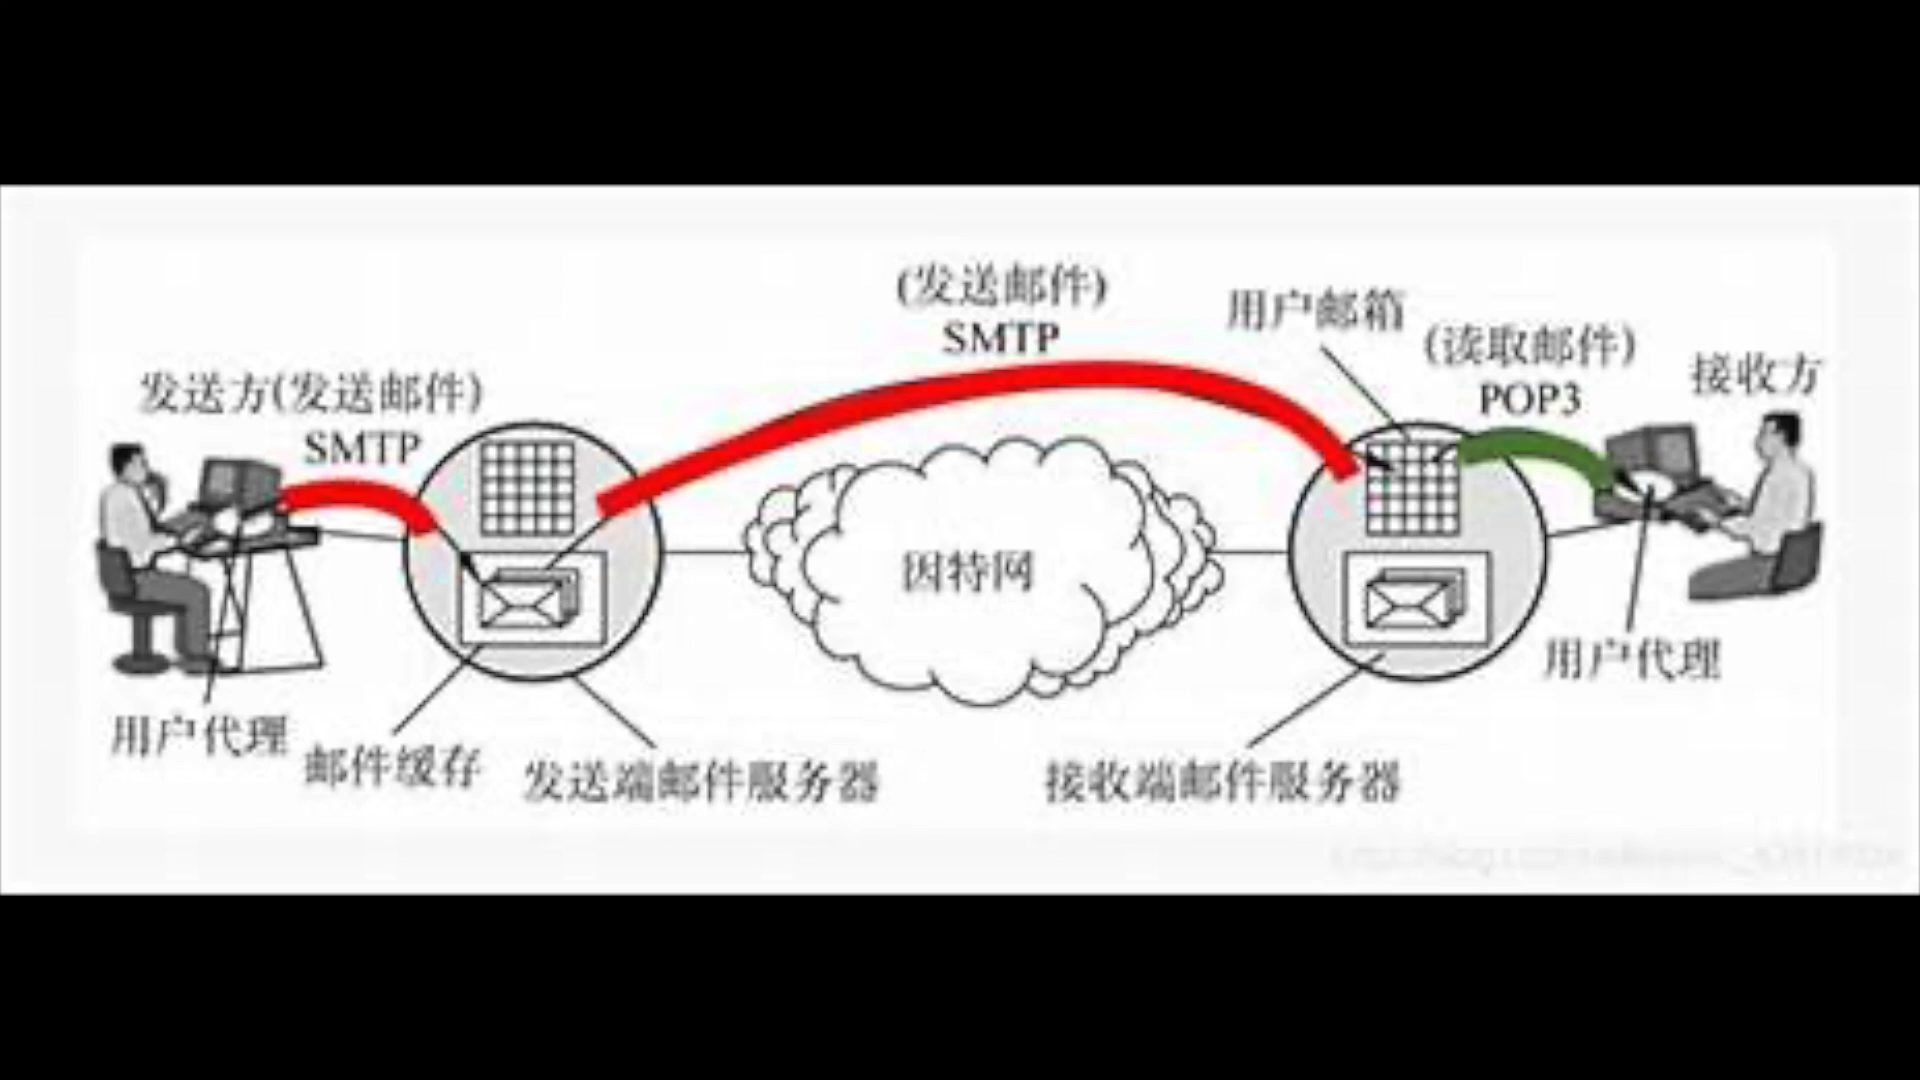 (发送邮件)
SMTP
用户邮箱
(读取邮件)
POP3
接收方
发送方(发送邮件)
SMTP
因特网
用户代理
用户代理
邮件缓存
发送端邮件服务器
接收端邮件服务器